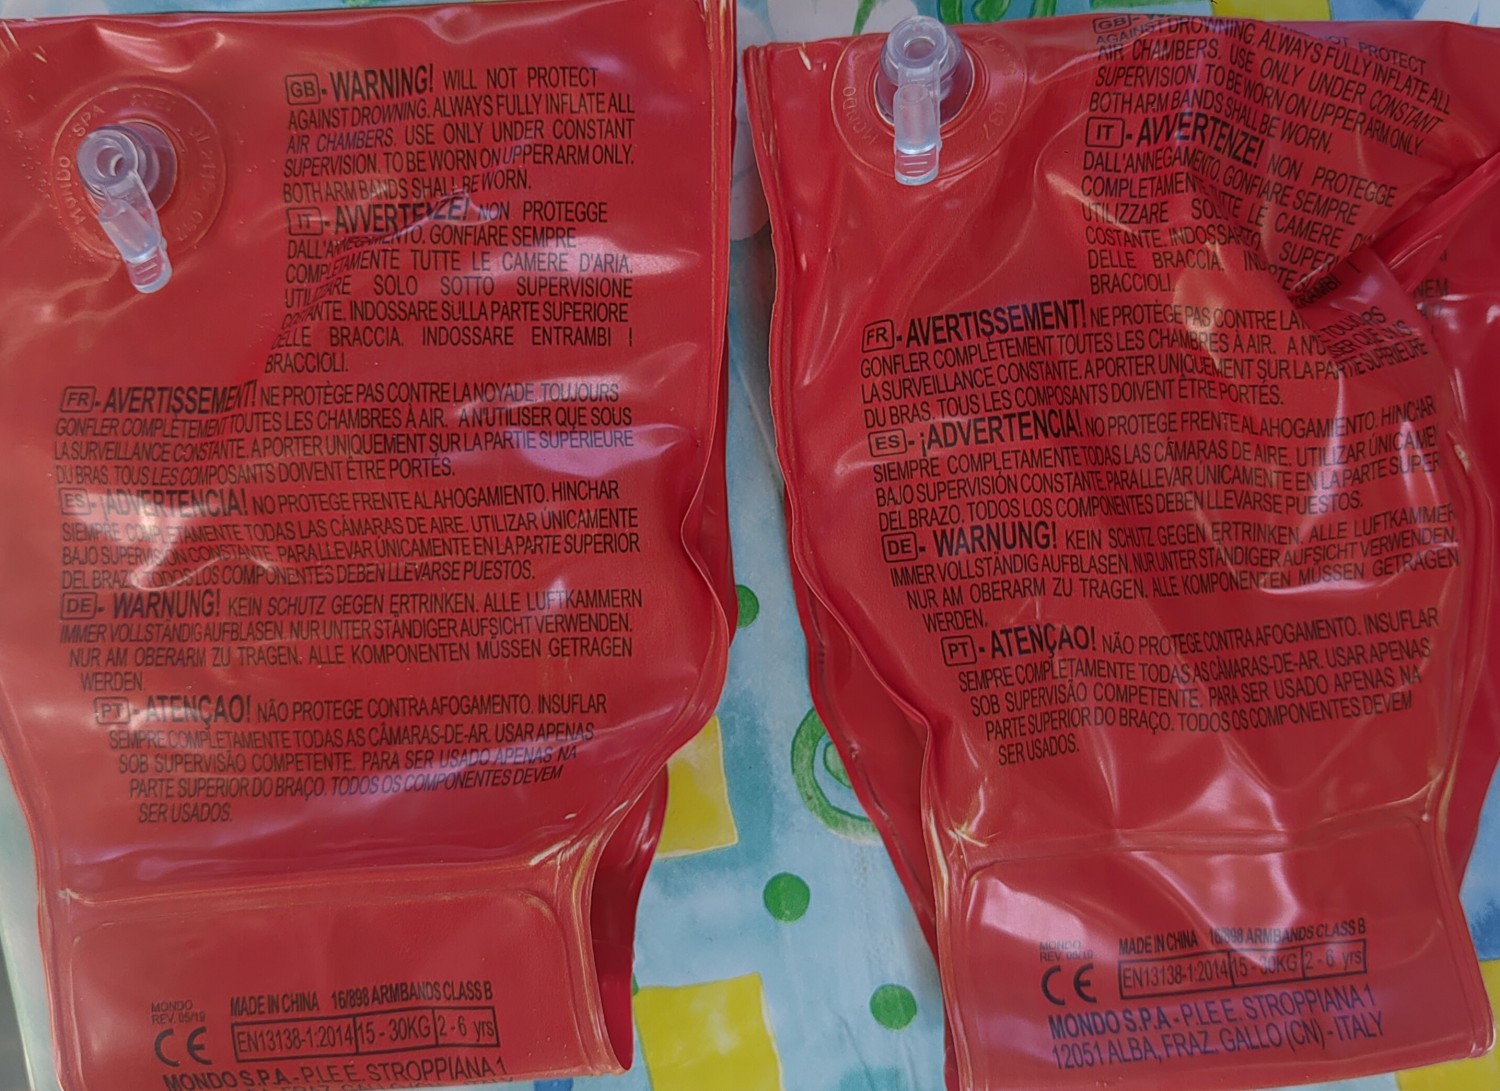 MONDO SPA
GB - WARNING! WILL NOT PROTECT
AGAINST DROWNING. ALWAYS FULLY INFLATE ALL
AIR CHAMBERS. USE ONLY UNDER CONSTANT
SUPERVISION. TO BE WORN ON UPPER ARM ONLY.
BOTH ARM BANDS SHALL BE WORN.
IT - AVVERTENZE! NON PROTEGGE
DALL'ANNEGAMENTO. GONFIARE SEMPRE
COMPLETAMENTE TUTTE LE CAMERE D'ARIA.
UTILIZZARE SOLO SOTTO SUPERVISIONE
COSTANTE. INDOSSARE SULLA PARTE SUPERIORE
DELLE BRACCIA. INDOSSARE ENTRAMBI I
BRACCIOLI.
FR - AVERTISSEMENT! NE PROTÈGE PAS CONTRE LA NOYADE. TOUJOURS
GONFLER COMPLÈTEMENT TOUTES LES CHAMBRES À AIR. A N'UTILISER QUE SOUS
LA SURVEILLANCE CONSTANTE. A PORTER UNIQUEMENT SUR LA PARTIE SUPÉRIEURE
DU BRAS. TOUS LES COMPOSANTS DOIVENT ÊTRE PORTÉS.
ES - ¡ADVERTENCIA! NO PROTEGE FRENTE AL AHOGAMIENTO. HINCHAR
SIEMPRE COMPLETAMENTE TODAS LAS CÂMARAS DE AIRE. UTILIZAR ÚNICAMENTE
BAJO SUPERVISIÓN CONSTANTE. PARA LLEVAR ÚNICAMENTE EN LA PARTE SUPERIOR
DEL BRAZO. TODOS LOS COMPONENTES DEBEN LLEVARSE PUESTOS.
DE - WARNUNG! KEIN SCHUTZ GEGEN ERTRINKEN. ALLE LUFTKAMMERN
IMMER VOLLSTÄNDIG AUFBLASEN. NUR UNTER STÄNDIGER AUFSICHT VERWENDEN.
NUR AM OBERARM ZU TRAGEN. ALLE KOMPONENTEN MÜSSEN GETRAGEN
WERDEN.
PT - ATENÇAO! NÃO PROTEGE CONTRA AFOGAMENTO. INSUFLAR
SEMPRE COMPLETAMENTE TODAS AS CÂMARAS-DE-AR. USAR APENAS
SOB SUPERVISÃO COMPETENTE. PARA SER USADO APENAS NA
PARTE SUPERIOR DO BRAÇO. TODOS OS COMPONENTES DEVEM
SER USADOS.
MONDO
REV. 05/19
CE
MADE IN CHINA 16/898 ARMBANDS CLASS B
EN13138-1:2014 15 - 30KG 2 - 6 yrs
MONDO S.P.A. - P.LE E. STROPPIANA 1
GB - DROWNING ALWAYS FULLY INFLATE ALL
AIR CHAMBERS. USE ONLY UNDER CONSTANT
SUPERVISION. TO BE WORN ON UPPER ARM ONLY.
BOTH ARM BANDS SHALL BE WORN.
IT - AVVERTENZE! NON PROTEGGE
DALL'ANNEGAMENTO. GONFIARE SEMPRE
UTILIZZARE
COSTANTE.
DELLE BRACCIA.
BRACCIOLI.
FR - AVERTISSEMENT! NE PROTÈGE PAS CONTRE LA
GONFLER COMPLÈTEMENT TOUTES LES CHAMBRES À AIR.
LA SURVEILLANCE CONSTANTE. A PORTER UNIQUEMENT SUR LA PARTIE SUPÉRIEURE
DU BRAS. TOUS LES COMPOSANTS DOIVENT ÊTRE PORTÉS.
ES - ¡ADVERTENCIA! NO PROTEGE FRENTE AL AHOGAMIENTO. HINCHAR
SIEMPRE COMPLETAMENTE TODAS LAS CÂMARAS DE AIRE. UTILIZAR ÚNICAME
BAJO SUPERVISIÓN CONSTANTE PARA LLEVAR ÚNICAMENTE EN LA PARTE SUPER
DEL BRAZO. TODOS LOS COMPONENTES DEBEN LLEVARSE PUESTOS.
DE - WARNUNG! KEIN SCHUTZ GEGEN ERTRINKEN. ALLE LUFTKAMMER
IMMER VOLLSTÄNDIG AUFBLASEN. NUR UNTER STÄNDIGER AUFSICHT VERWENDEN.
NUR AM OBERARM ZU TRAGEN. ALLE KOMPONENTEN MÜSSEN GETRAGEN
WERDEN.
PT - ATENÇAO! NÃO PROTEGE CONTRA AFOGAMENTO. INSUFLAR
SEMPRE COMPLETAMENTE TODAS AS CÂMARAS-DE-AR. USAR APENAS
SOB SUPERVISÃO COMPETENTE. PARA SER USADO APENAS NA
PARTE SUPERIOR DO BRAÇO. TODOS OS COMPONENTES DEVEM
SER USADOS.
MONDO
REV. 05/19
CE
MADE IN CHINA 16/898 ARMBANDS CLASS B
EN13138-1:2014 15 - 30KG 2 - 6 yrs
MONDO S.P.A. - P.LE E. STROPPIANA 1
12051 ALBA, FRAZ. GALLO (CN) - ITALY